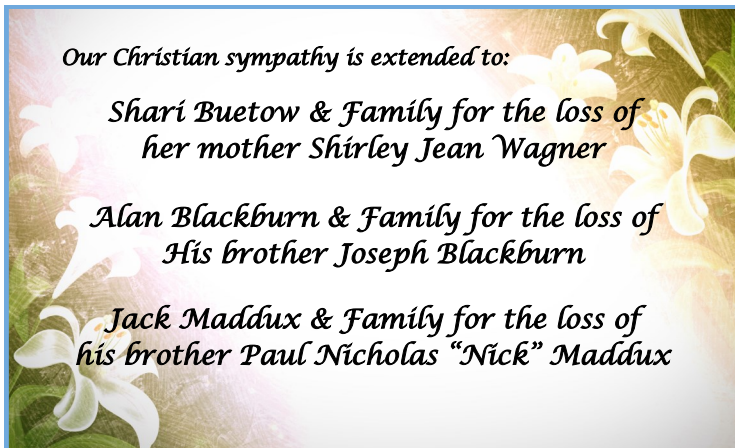 Our Christian sympathy is extended to:
Shari Buetow & Family for the loss of
her mother Shirley Jean Wagner
Alan Blackburn & Family for the loss of
His brother Joseph Blackburn
Jack Maddux & Family for the loss of
his brother Paul Nicholas “Nick” Maddux